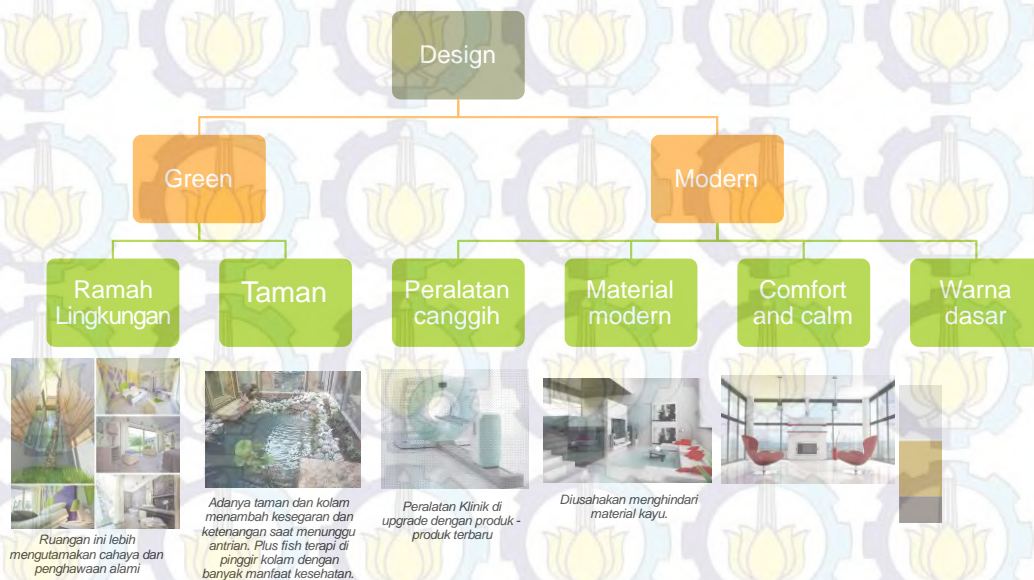 Design
Green
Modern
Ramah
Lingkungan
Taman
Peralatan
canggih
Material
modern
Comfort
and calm
Warna
dasar
Ruangan ini lebih
mengutamakan cahaya dan
penghawaan alami
Adanya taman dan kolam
menambah kesegaran dan
ketenangan saat menunggu
antrian. Plus fish terapi di
pinggir kolam dengan
banyak manfaat kesehatan.
Peralatan Klinik di
upgrade dengan produk -
produk terbaru
Diusahakan menghindari
material kayu.